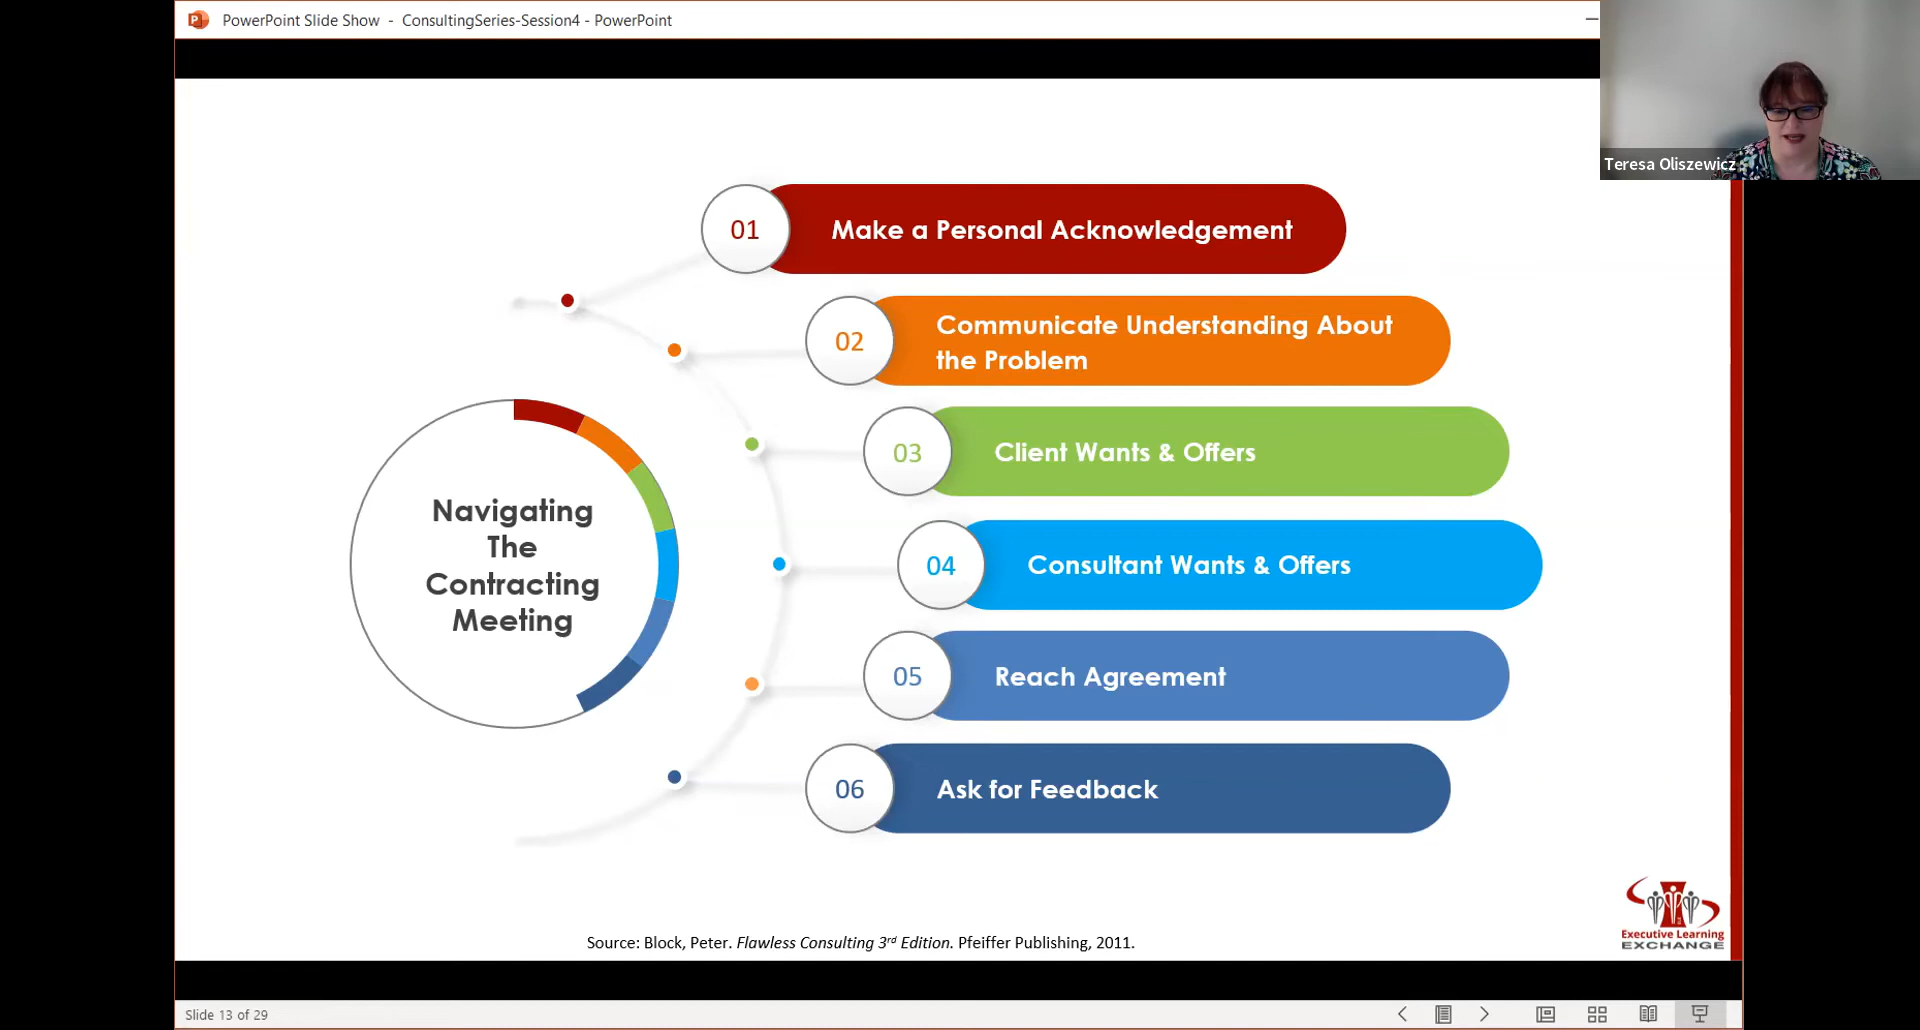 PowerPoint Slide Show - ConsultingSeries-Session4 - PowerPoint
Teresa Oliszewicz
01
Make a Personal Acknowledgement
02
Communicate Understanding About
the Problem
03
Client Wants & Offers
Navigating
The
Contracting
Meeting
04
Consultant Wants & Offers
05
Reach Agreement
06
Ask for Feedback
Executive Learning
EXCHANGE
Source: Block, Peter. Flawless Consulting 3rd Edition. Pfeiffer Publishing, 2011.
Slide 13 of 29